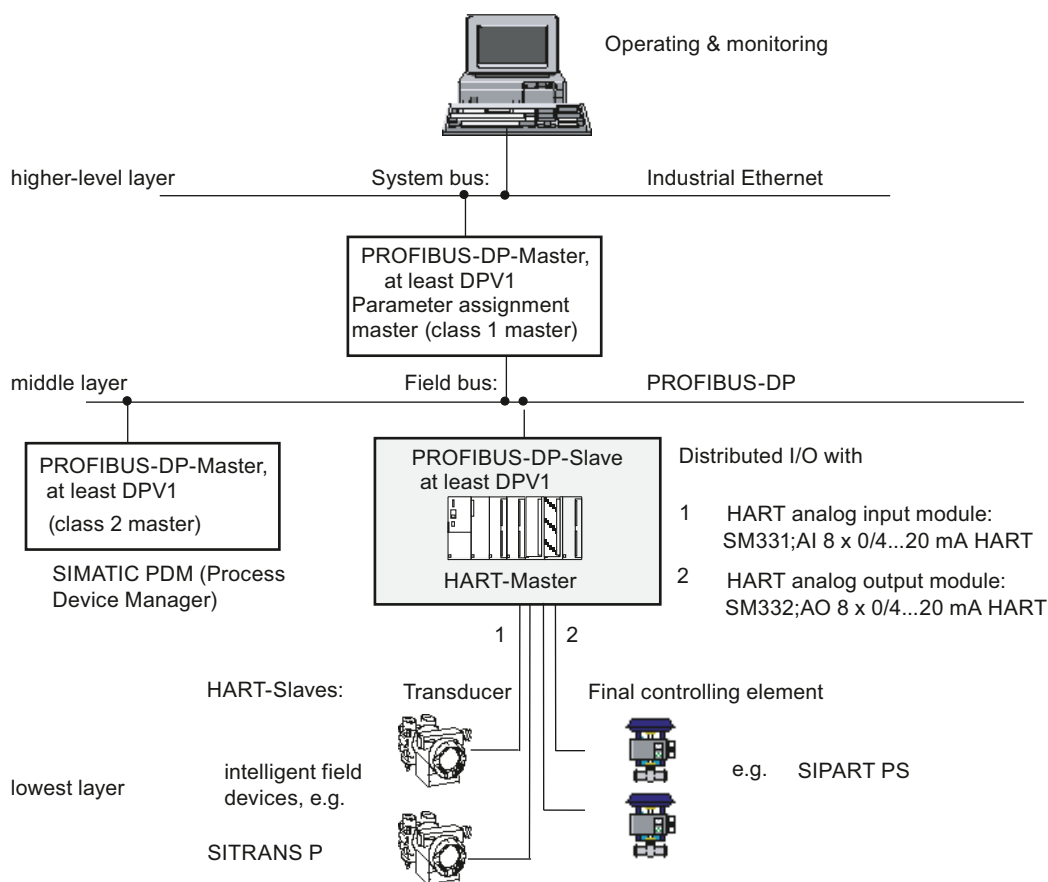 Operating & monitoring
higher-level layer
System bus:
Industrial Ethernet
PROFIBUS-DP-Master,
at least DPV1
Parameter assignment
master (class 1 master)
middle layer
Field bus:
PROFIBUS-DP
PROFIBUS-DP-Master,
at least DPV1
(class 2 master)
SIMATIC PDM (Process
Device Manager)
PROFIBUS-DP-Slave
at least DPV1
HART-Master
Distributed I/O with
1 HART analog input module:
SM331;AI 8 x 0/4...20 mA HART
2 HART analog output module:
SM332;AO 8 x 0/4...20 mA HART
1
2
HART-Slaves:
Transducer
Final controlling element
lowest layer
intelligent field
devices, e.g.
SITRANS P
e.g. SIPART PS